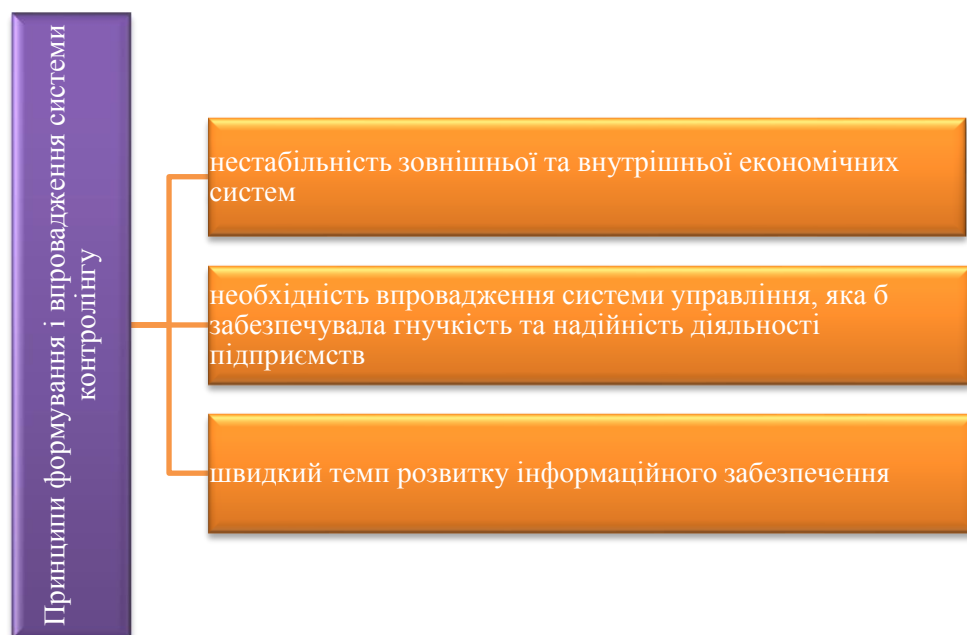 Принципи формування і впровадження системи
контролінгу
нестабільність зовнішньої та внутрішньої економічних
систем
необхідність впровадження системи управління, яка б
забезпечувала гнучкість та надійність діяльності
підприємств
швидкий темп розвитку інформаційного забезпечення